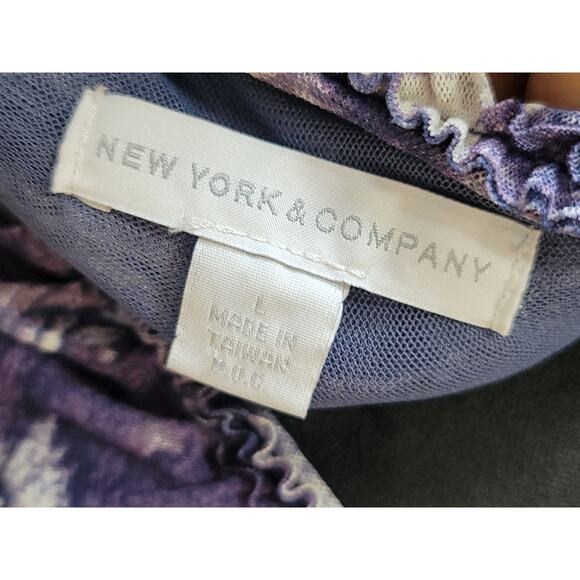 NEW YORK & COMPANY
L
MADE IN
TAIWAN
R.O.C